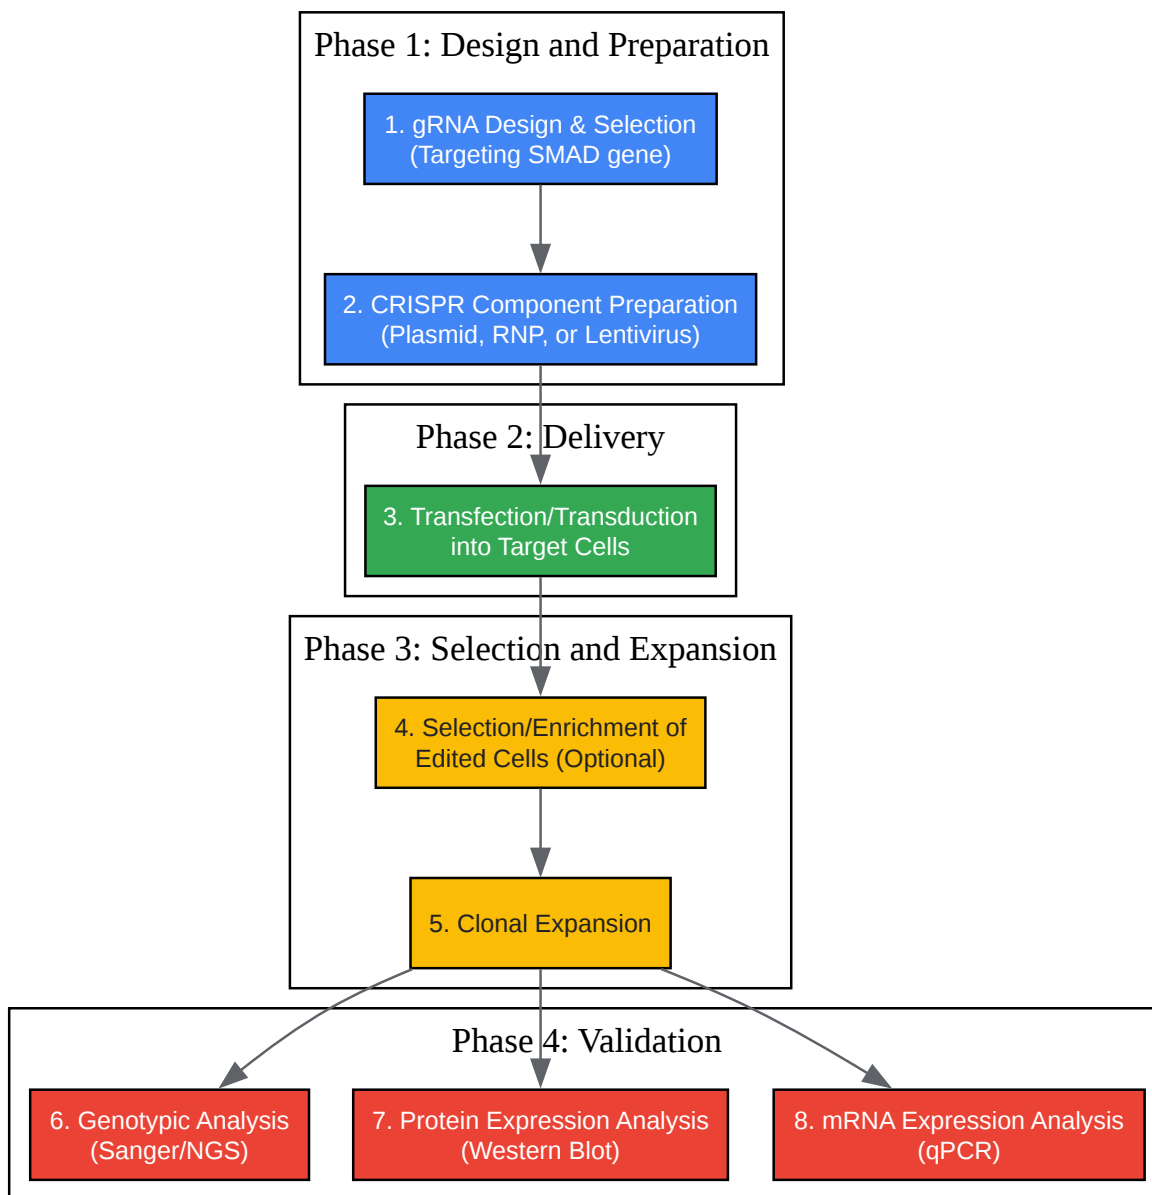 Phase 1: Design and Preparation
1. gRNA Design & Selection
(Targeting SMAD gene)
2. CRISPR Component Preparation
(Plasmid, RNP, or Lentivirus)
Phase 2: Delivery
3. Transfection/Transduction
into Target Cells
Phase 3: Selection and Expansion
4. Selection/Enrichment of
Edited Cells (Optional)
5. Clonal Expansion
Phase 4: Validation
6. Genotypic Analysis
(Sanger/NGS)
7. Protein Expression Analysis
(Western Blot)
8. mRNA Expression Analysis
(qPCR)